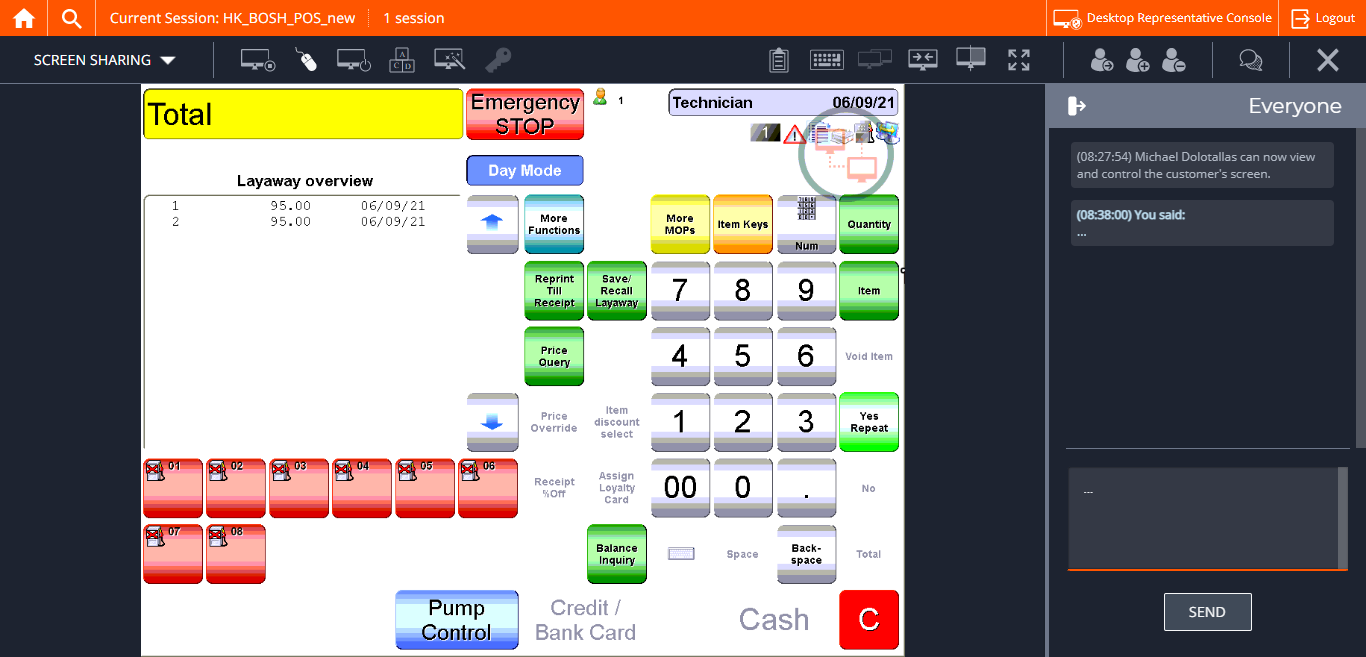 Current Session: HK_BOSH_POS_new
1 session
Desktop Representative Console
Logout
SCREEN SHARING
A
C D
Total
Emergency
STOP
1
Technician 06/09/21
1
Day Mode
Layaway overview
1 95.00 06/09/21
2 95.00 06/09/21
More
Functions
More
MOPs
Item Keys
Num
Quantity
Reprint
Till
Receipt
Save/
Recall
Layaway
7
8
9
Item
Price
Query
4
5
6
Void Item
Price
Override
Item
discount
select
1
2
3
Yes
Repeat
01
02
03
04
05
06
Receipt
%Off
Assign
Loyalty
Card
00
0
.
No
07
08
Balance
Inquiry
Space
Back-
space
Total
Pump
Control
Credit /
Bank Card
Cash
C
Everyone
(08:27:54) Michael Dolotallas can now view
and control the customer's screen.
(08:38:00) You said:
...
...
SEND